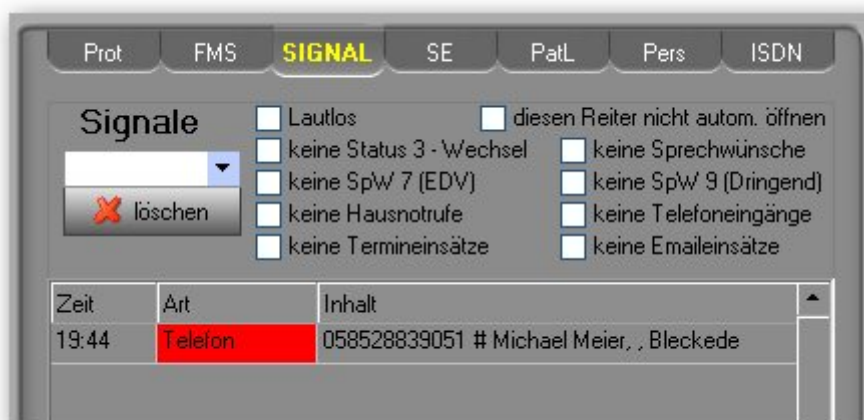 Prot FMS SIGNAL SE PatL Pers ISDN
Signale
löschen
Lautlos
diesen Reiter nicht autom. öffnen
keine Status 3 - Wechsel
keine Sprechwünsche
keine SpW 7 (EDV)
keine SpW 9 (Dringend)
keine Hausnotrufe
keine Telefoneingänge
keine Termineinsätze
keine Emaileinsätze
Zeit Art Inhalt
19:44 Telefon 058528839051 # Michael Meier, , Bleckede